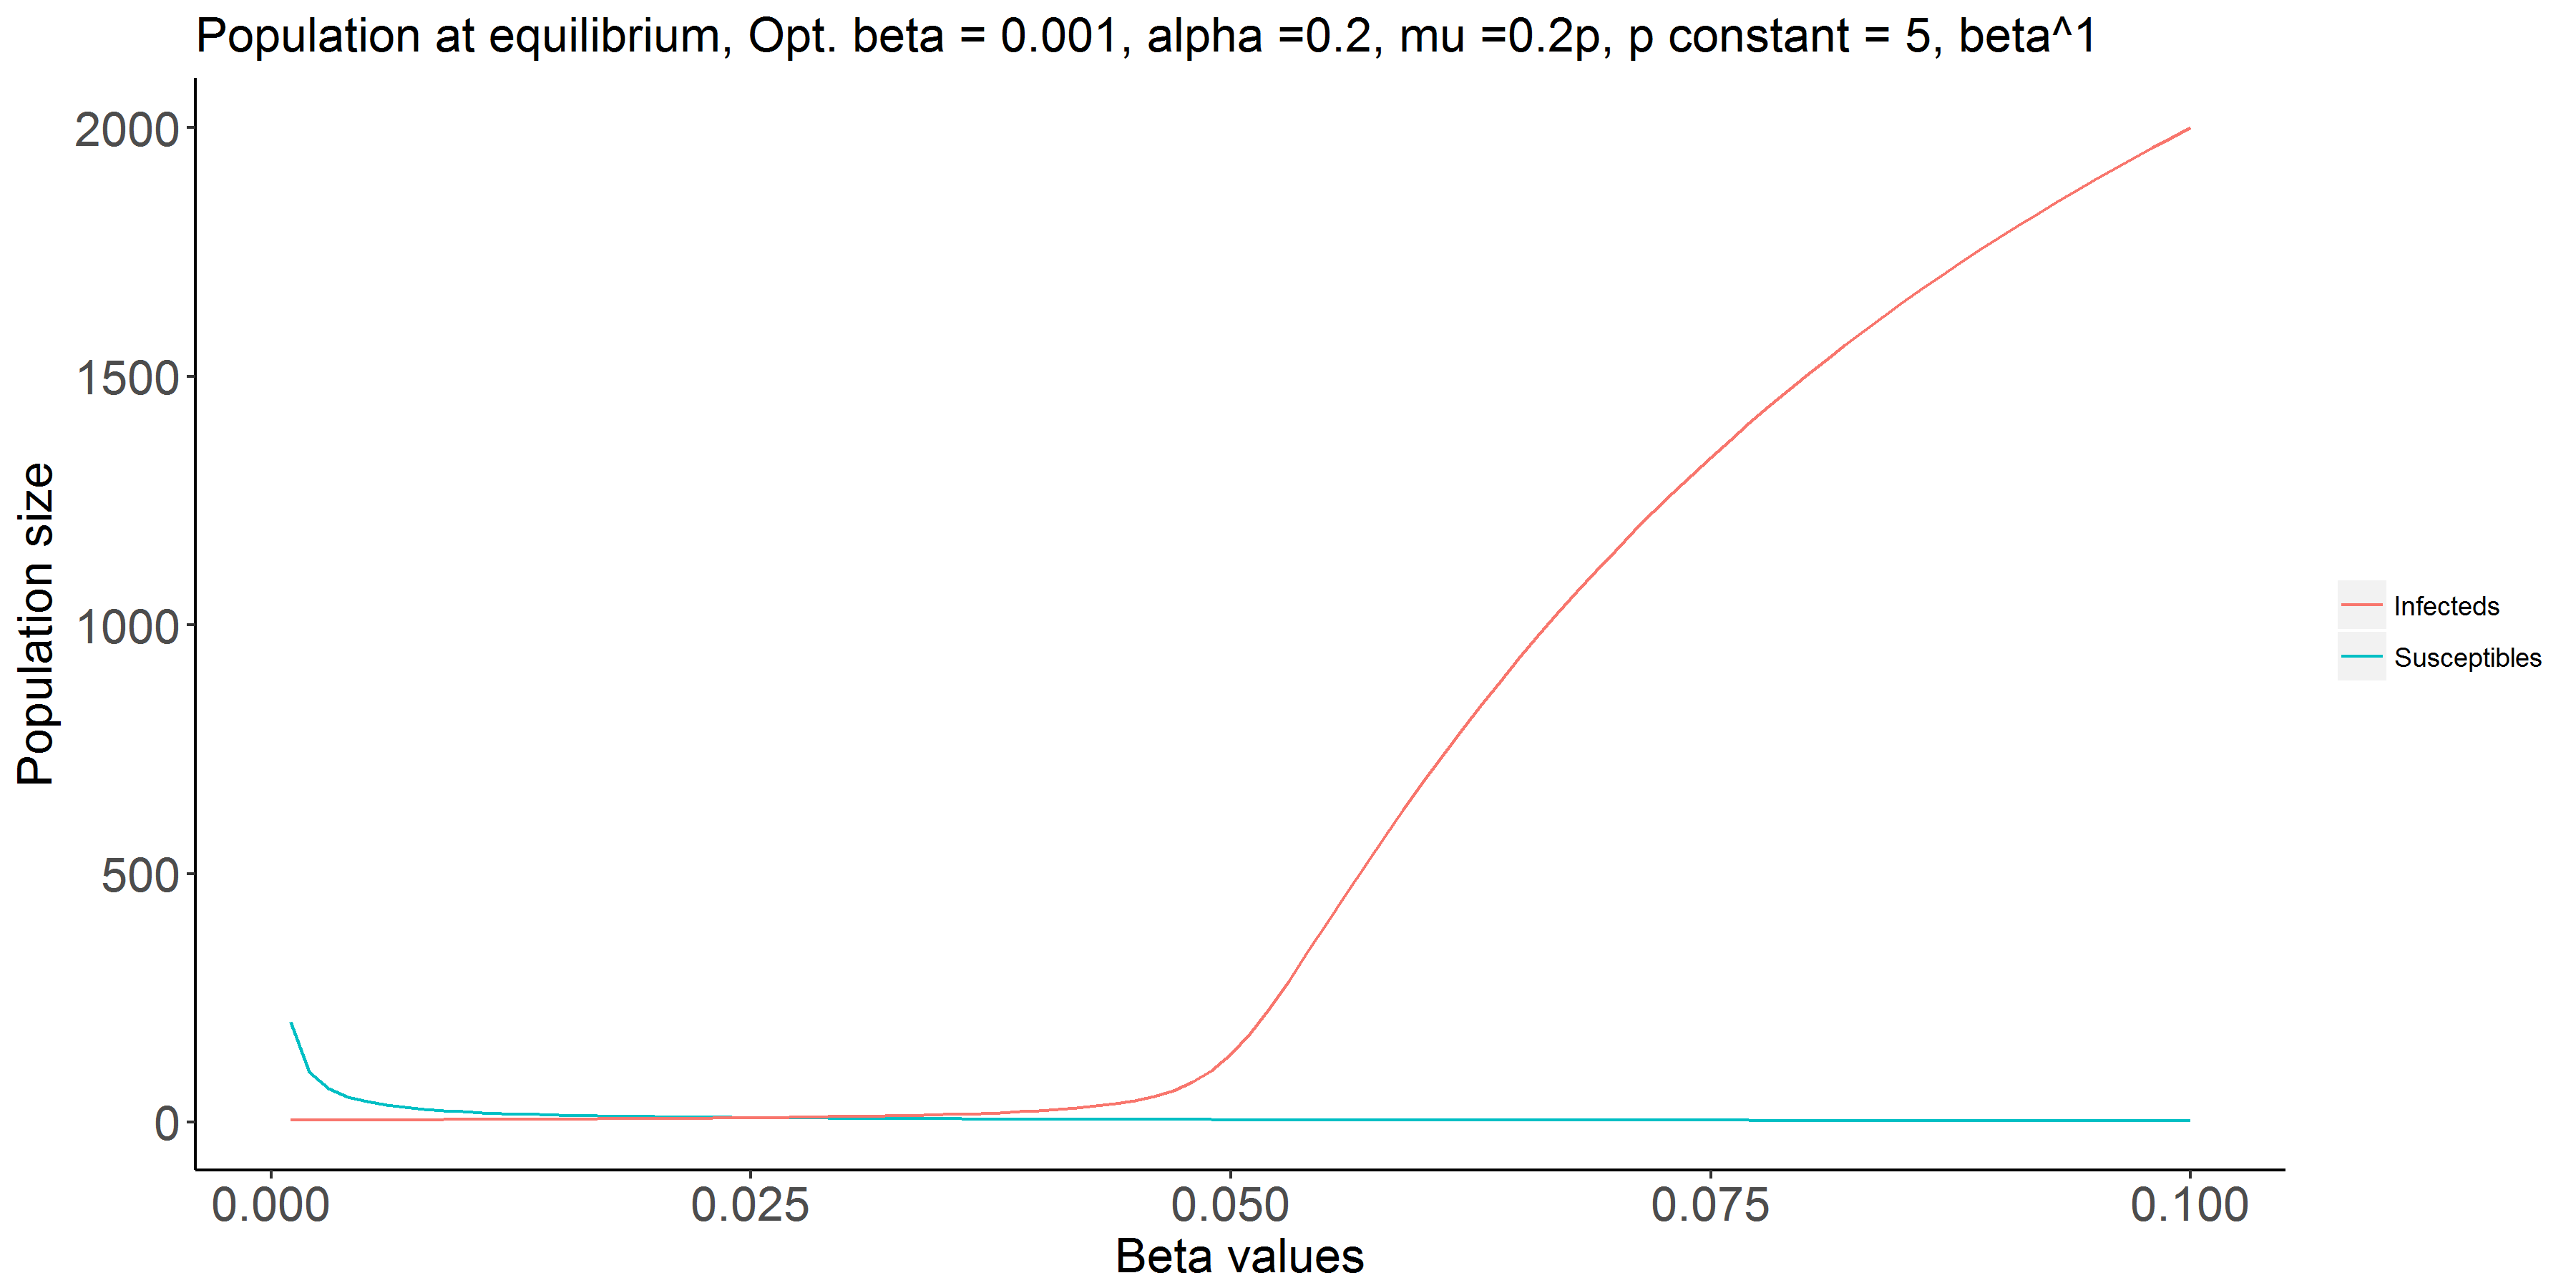 Population at equilibrium, Opt. beta = 0.001, alpha =0.2, mu =0.2p, p constant = 5, beta^1
Population size
2000
1500
1000
500
0
0.000
0.025
0.050
0.075
0.100
Beta values
Infecteds
Susceptibles